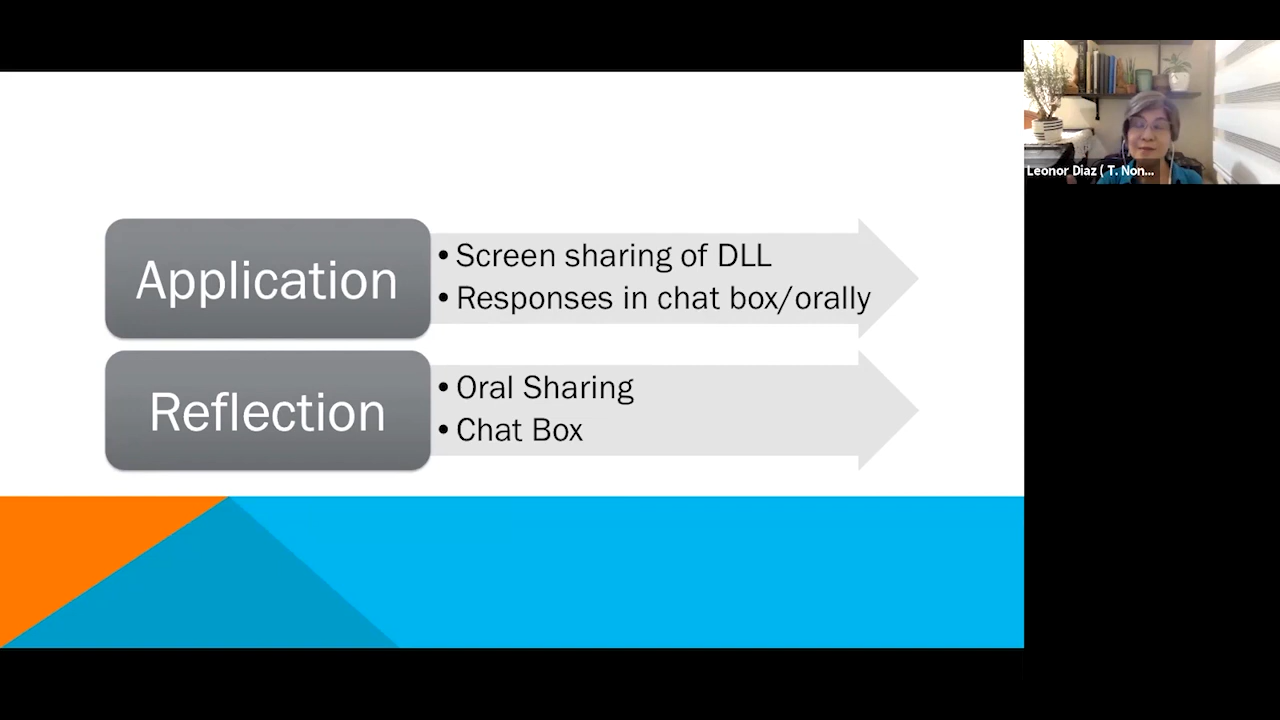 Application
• Screen sharing of DLL
• Responses in chat box/orally
Reflection
• Oral Sharing
• Chat Box
Leonor Diaz ( T. Non...